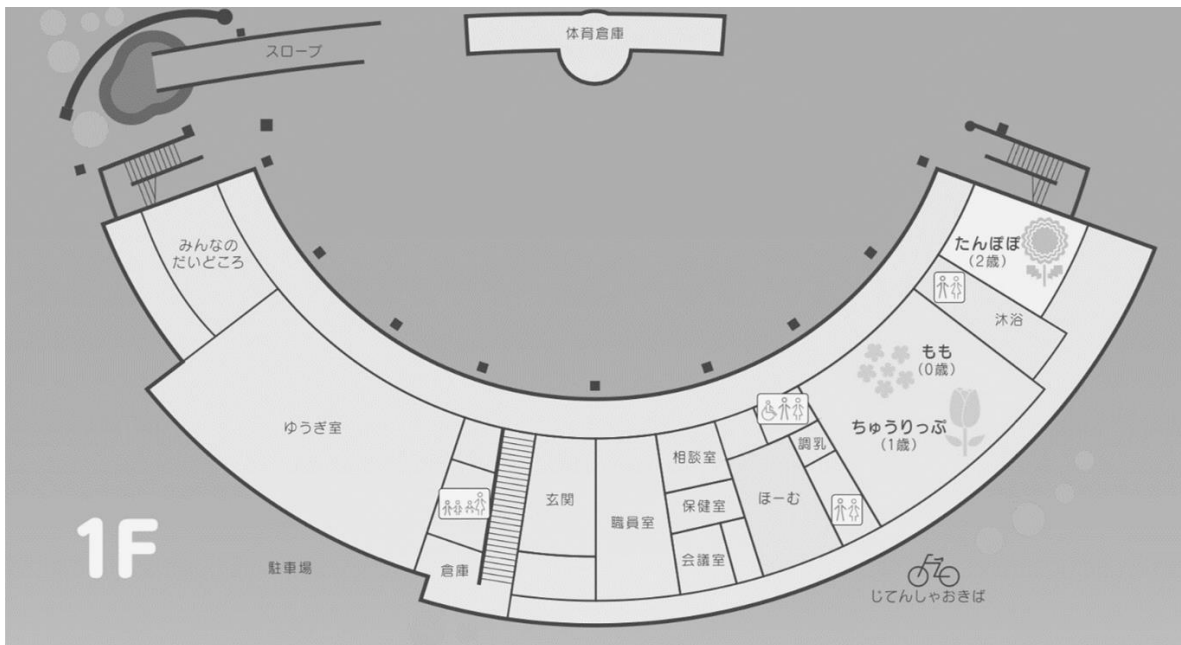 スロープ
体育倉庫
みんなの
だいどころ
たんぽぽ
(2歳)
沐浴
もも
(0歳)
ちゅうりっぷ
(1歳)
ゆうぎ室
相談室
調乳
玄関
職員室
保健室
ほーむ
会議室
倉庫
1F
駐車場
じてんしゃおきば